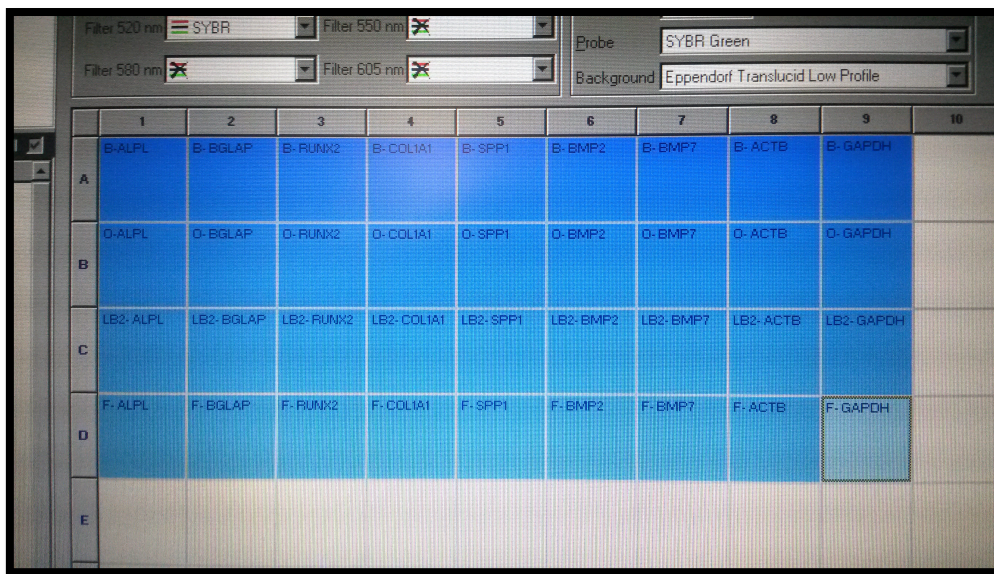 Filter 520 nm SYBR Filter 550 nm
Probe SYBR Green
Filter 580 nm Filter 605 nm
Background Eppendorf Translucid Low Profile
1 2 3 4 5 6 7 8 9 10
A B-ALPL B-BGLAP B-RUNX2 B-COL1A1 B-SPP1 B-BMP2 B-BMP7 B-ACTB B-GAPDH
B O-ALPL O-BGLAP O-RUNX2 O-COL1A1 O-SPP1 O-BMP2 O-BMP7 O-ACTB O-GAPDH
C LB2-ALPL LB2-BGLAP LB2-RUNX2 LB2-COL1A1 LB2-SPP1 LB2-BMP2 LB2-BMP7 LB2-ACTB LB2-GAPDH
D F-ALPL F-BGLAP F-RUNX2 F-COL1A1 F-SPP1 F-BMP2 F-BMP7 F-ACTB F-GAPDH
E